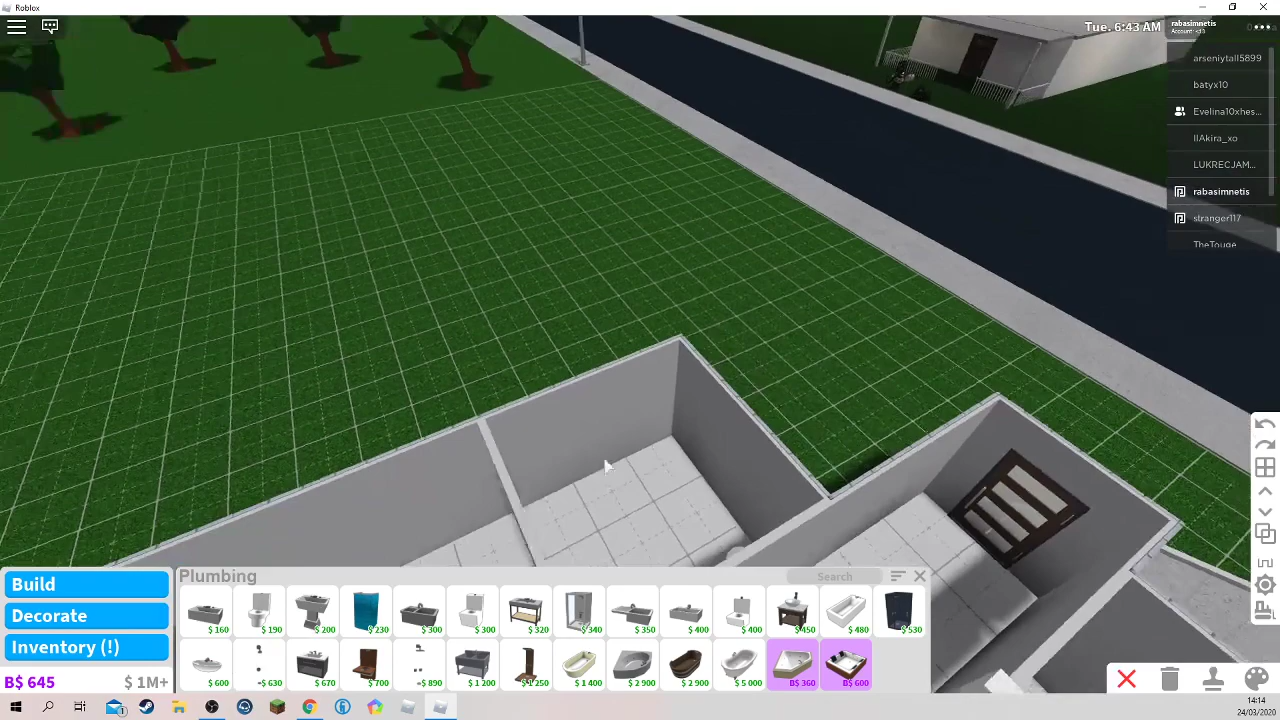 Roblox
Tue. 6:43 AM
rabasimnetis
Account: <13
arseniytall5899
batyx10
Evelina10xhes...
IIAkira_xo
LUKRECJAM...
rabasimnetis
stranger117
TheTouge
Build
Decorate
Inventory (!)
B$ 645
$ 1M+
Plumbing
Search
$ 160
$ 190
$ 200
$ 230
$ 300
$ 300
$ 320
$ 340
$ 350
$ 400
$ 400
$ 450
$ 480
$ 530
$ 600
~$ 630
$ 670
$ 700
~$ 890
$ 1 200
$ 1 250
$ 1 400
$ 2 900
$ 2 900
$ 5 000
B$ 360
B$ 600
14:14
24/03/2020